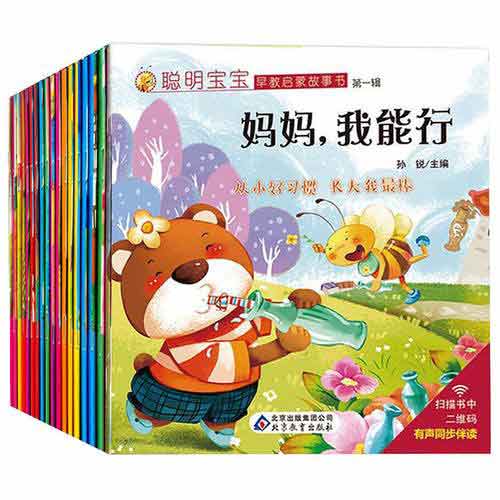 聪明宝宝 早教启蒙故事书 第一辑
妈妈，我能行
孙 锐/主编
从小好习惯 长大我最棒
北京出版集团公司
北京教育出版社
扫描书中
二维码
有声同步伴读